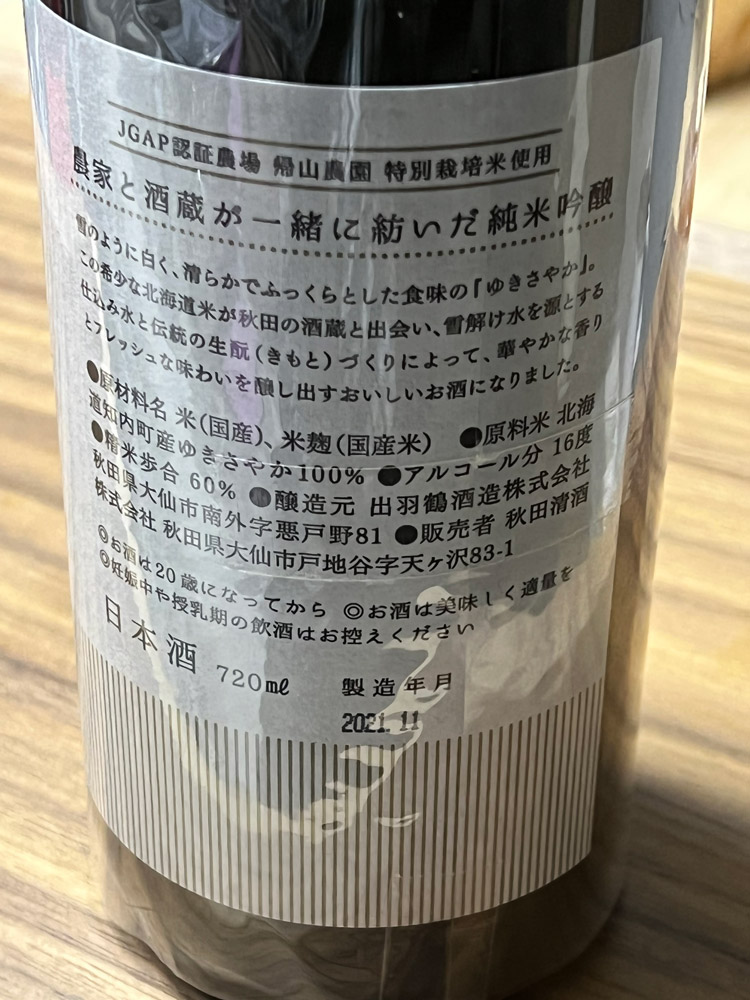 JGAP認証農場 帰山農園 特別栽培米使用
農家と酒蔵が一緒に紡いだ純米吟醸
雪のように白く、清らかでふっくらとした食味の『ゆきさやか』。
この希少な北海道米が秋田の酒蔵と出会い、雪解け水を源とする
仕込み水と伝統の生酛(きもと)づくりによって、華やかな香り
とフレッシュな味わいを醸し出すおいしいお酒になりました。
●原材料名 米(国産)、米麹(国産米) ●原料米 北海
道知内町産ゆきさやか100% ●アルコール分 16度
●精米歩合 60% ●醸造元 出羽鶴酒造株式会社
秋田県大仙市南外字悪戸野81 ●販売者 秋田清酒
株式会社 秋田県大仙市戸地谷字天ヶ沢83-1
◎お酒は20歳になってから ◎お酒は美味しく適量を
◎妊娠中や授乳期の飲酒はお控えください
日本酒 720㎖ 製造年月
2021.11